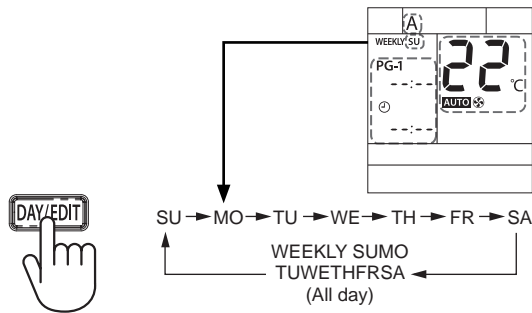 A
WEEKLY SU
PG-1
22 °C
--:--
AUTO
--:--
DAY/EDIT
SU → MO → TU → WE → TH → FR → SA
WEEKLY SUMO
TUWETHFRSA
(All day)